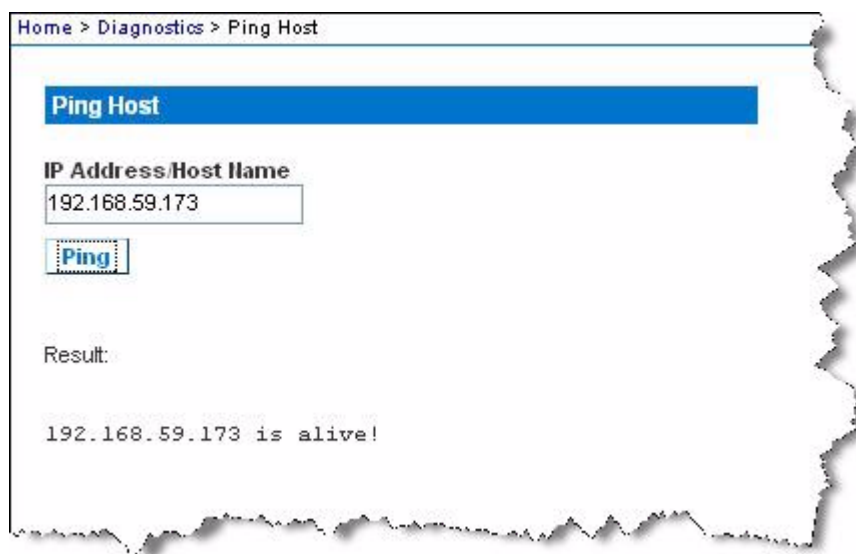 Home > Diagnostics > Ping Host
Ping Host
IP Address/Host Name
192.168.59.173
Ping
Result:
192.168.59.173 is alive!